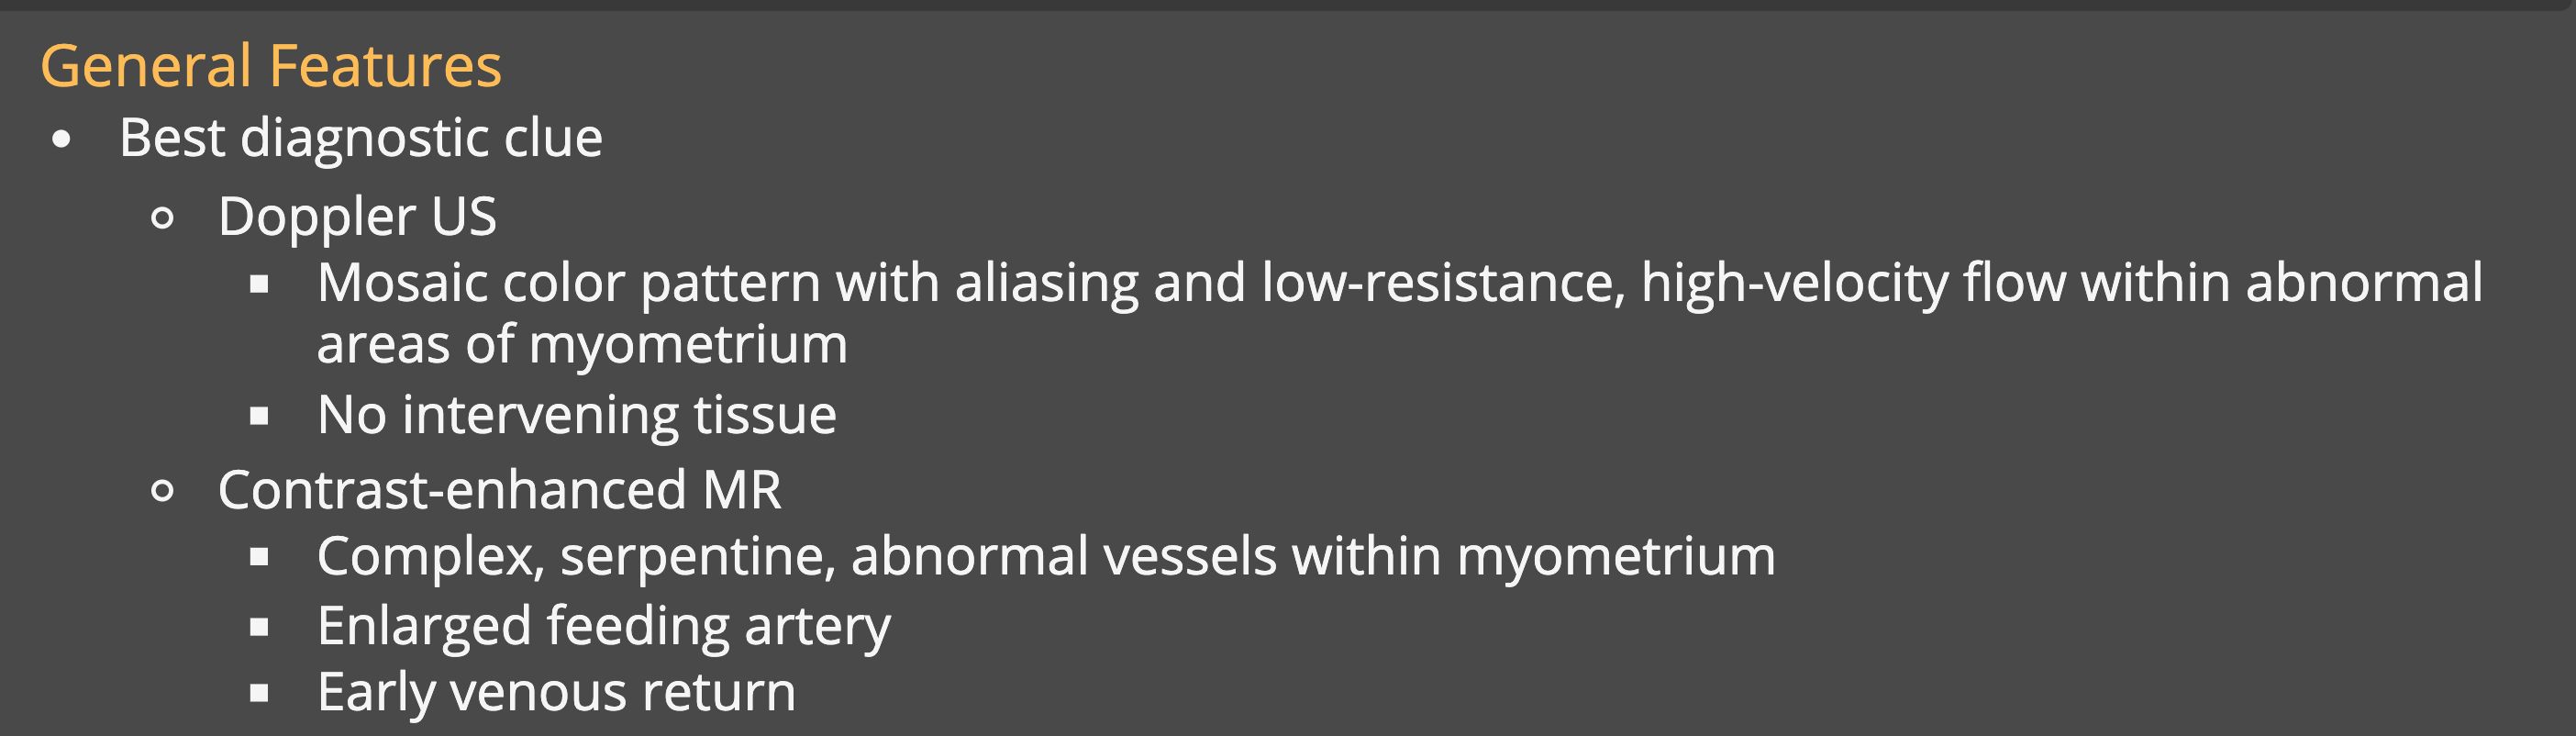 General Features
• Best diagnostic clue
○ Doppler US
▪ Mosaic color pattern with aliasing and low-resistance, high-velocity flow within abnormal
areas of myometrium
▪ No intervening tissue
○ Contrast-enhanced MR
▪ Complex, serpentine, abnormal vessels within myometrium
▪ Enlarged feeding artery
▪ Early venous return